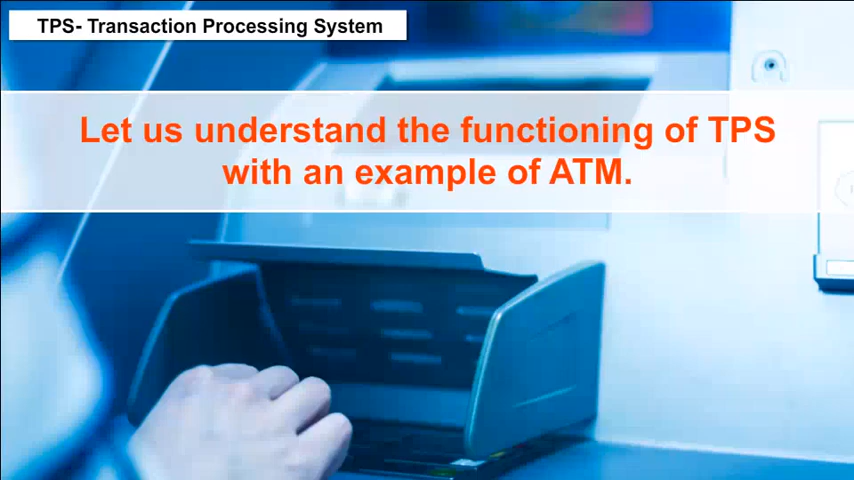 TPS- Transaction Processing System
Let us understand the functioning of TPS
with an example of ATM.